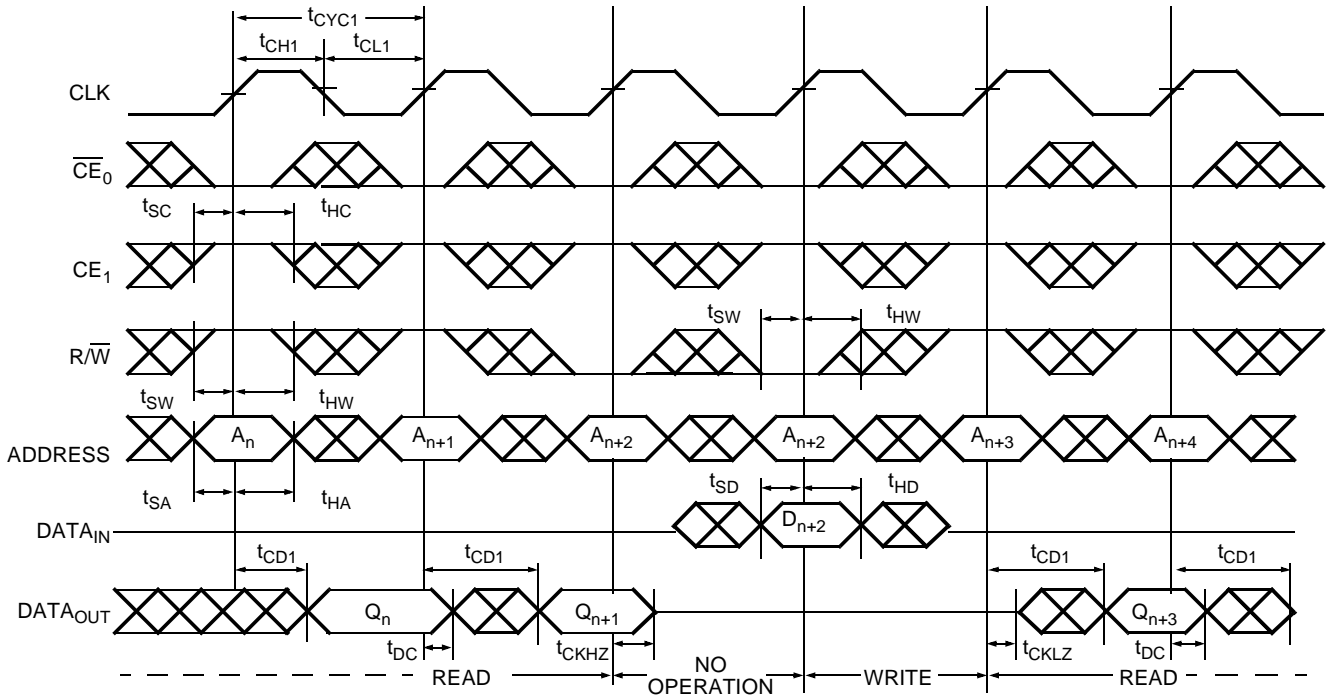 tCYC1
tCH1 tCL1
CLK
CE0
tSC tHC
CE1
tSW tHW
R/W
tSW tHW
An An+1 An+2 An+2 An+3 An+4
ADDRESS
tSA tHA tSD tHD
DATAIN Dn+2
tCD1 tCD1 tCD1 tCD1
DATAOUT Qn Qn+1 Qn+3
tDC tCKHZ tCKLZ tDC
READ NO OPERATION WRITE READ